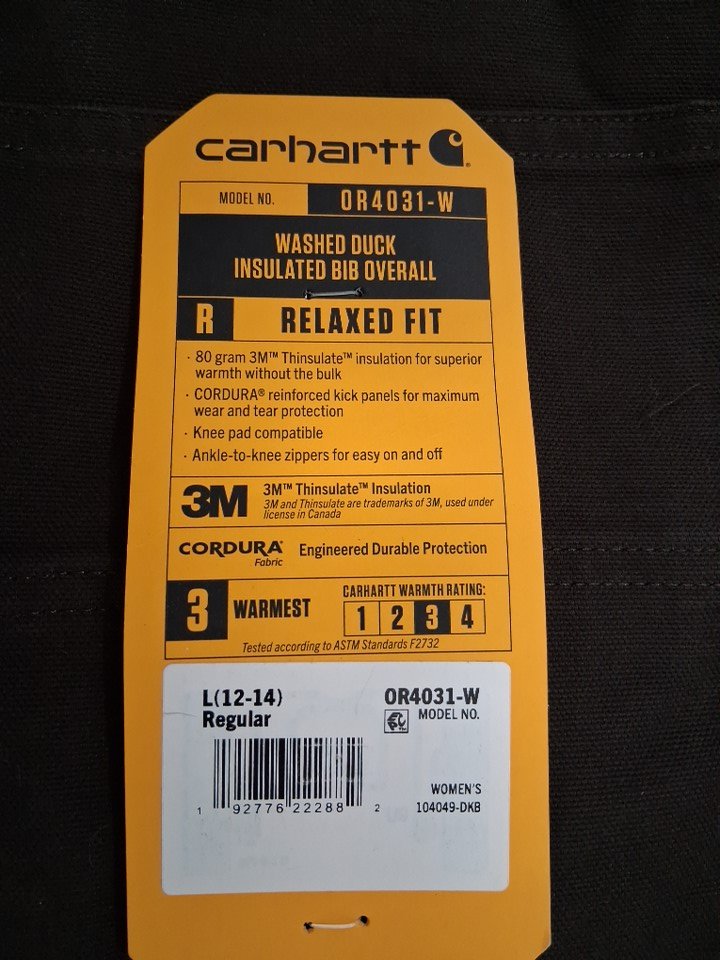 carhartt
MODEL NO. OR4031-W
WASHED DUCK
INSULATED BIB OVERALL
R RELAXED FIT
· 80 gram 3M™ Thinsulate™ insulation for superior
warmth without the bulk
· CORDURA® reinforced kick panels for maximum
wear and tear protection
· Knee pad compatible
· Ankle-to-knee zippers for easy on and off
3M 3M™ Thinsulate™ Insulation
3M and Thinsulate are trademarks of 3M, used under
license in Canada
CORDURA® Engineered Durable Protection
Fabric
3 WARMEST CARHARTT WARMTH RATING:
1 2 3 4
Tested according to ASTM Standards F2732
L(12-14) OR4031-W
Regular MODEL NO.
WOMEN'S
104049-DKB
1 92776 22288 2